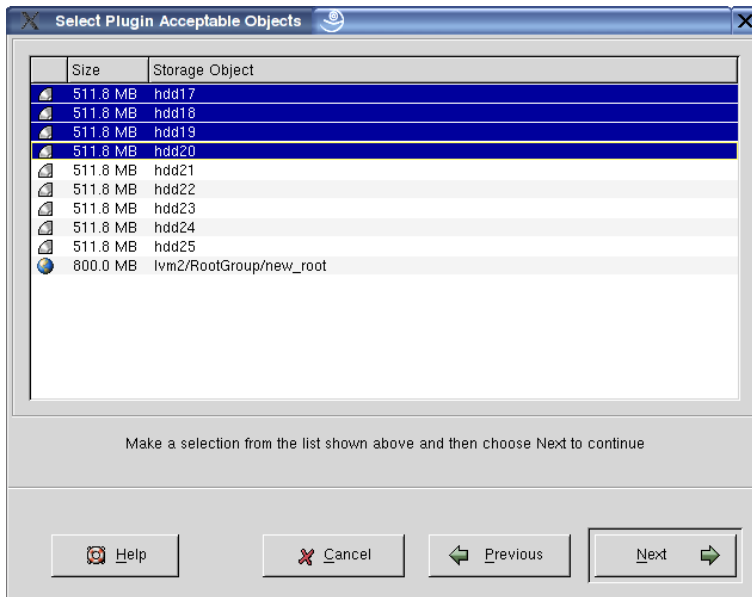 Select Plugin Acceptable Objects
Size Storage Object
511.8 MB hdd17
511.8 MB hdd18
511.8 MB hdd19
511.8 MB hdd20
511.8 MB hdd21
511.8 MB hdd22
511.8 MB hdd23
511.8 MB hdd24
511.8 MB hdd25
800.0 MB lvm2/RootGroup/new_root
Make a selection from the list shown above and then choose Next to continue
Help Cancel Previous Next